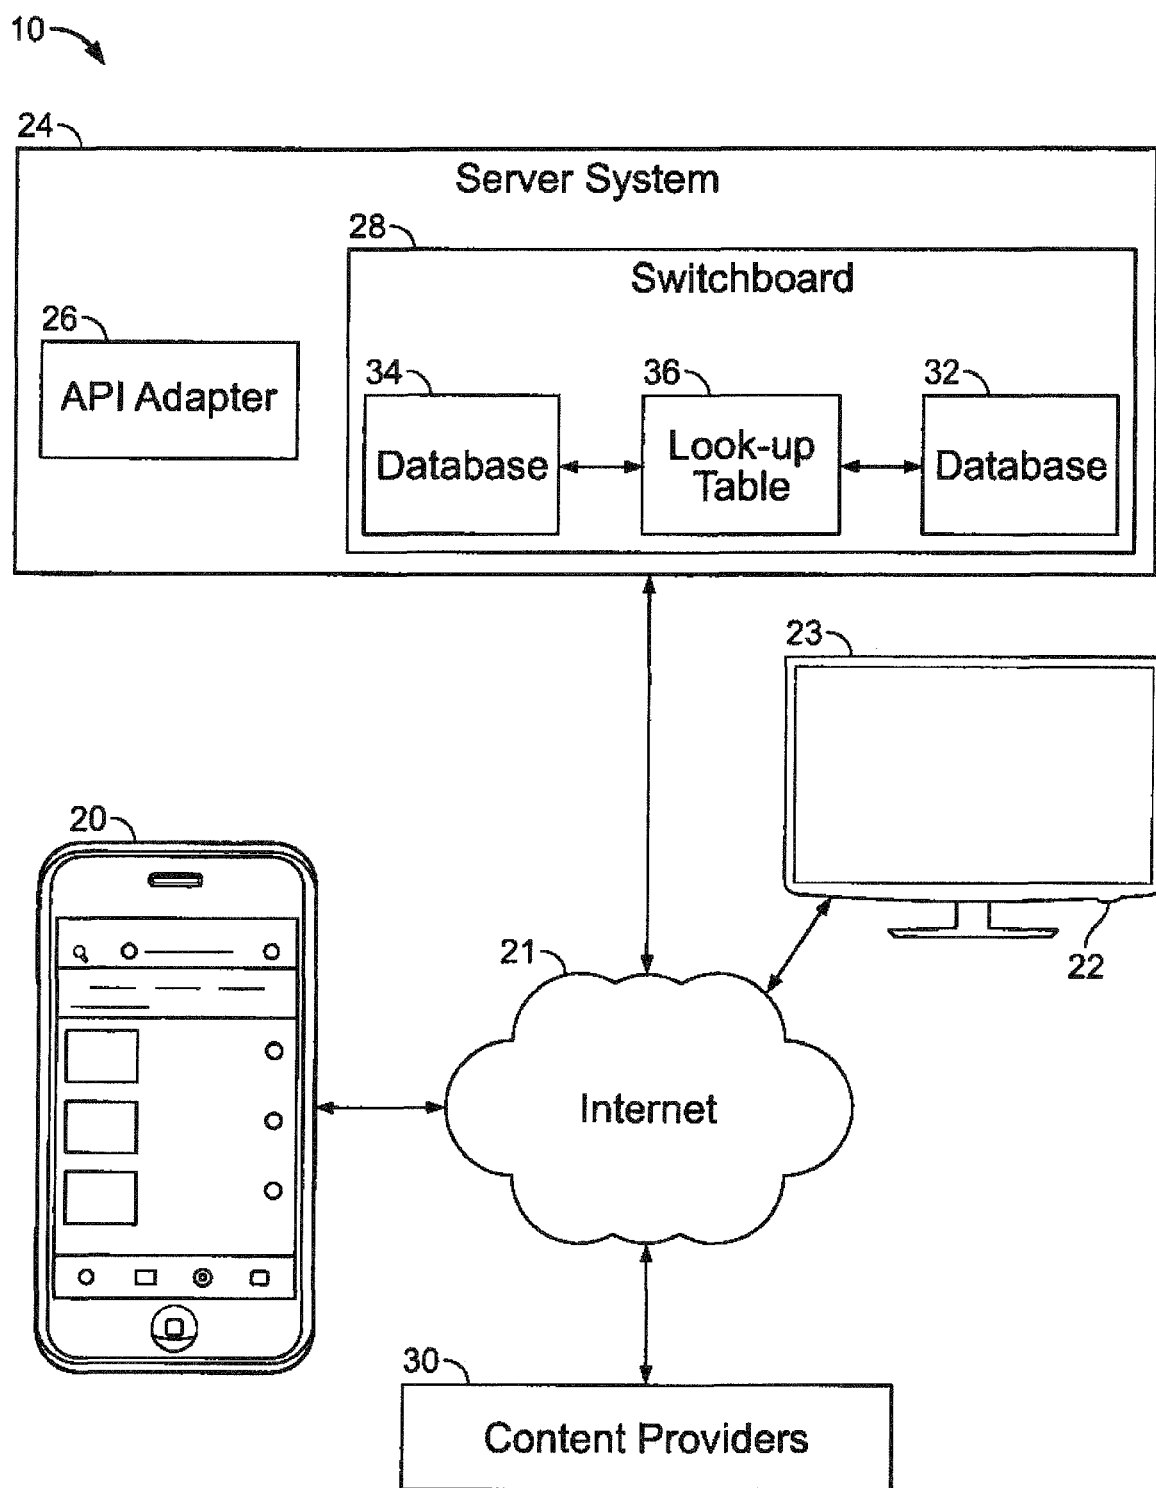 10
24
Server System
28
Switchboard
26
API Adapter
34
Database
36
Look-up
Table
32
Database
23
22
20
21
Internet
30
Content Providers